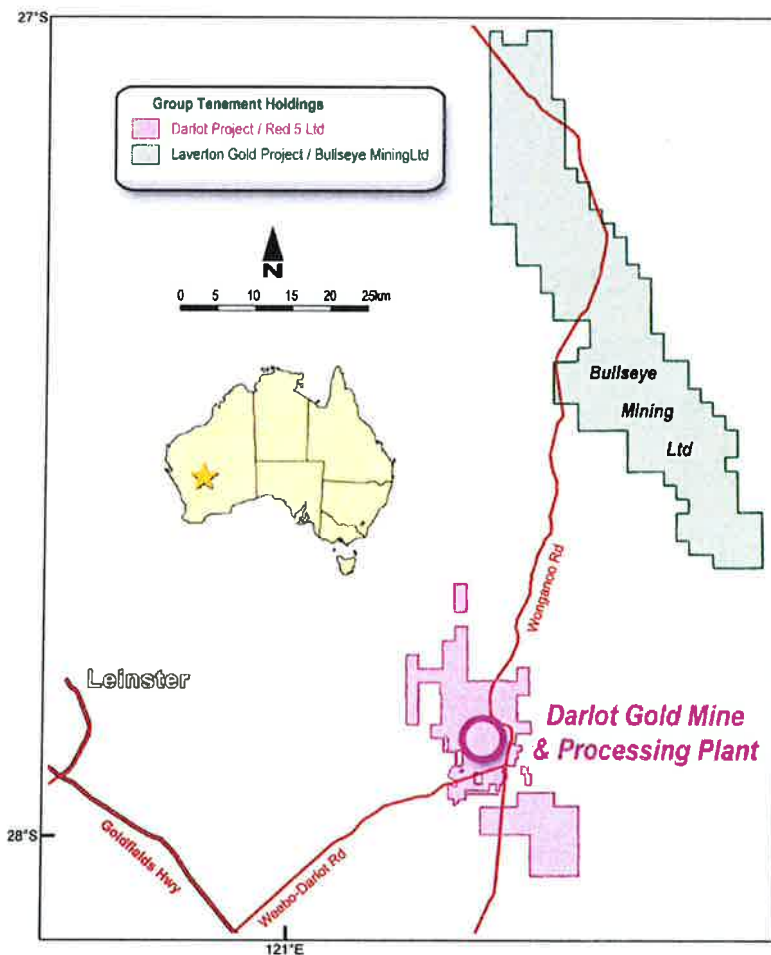 27°S
Group Tenement Holdings
Darlot Project / Red 5 Ltd
Laverton Gold Project / Bullseye MiningLtd
N
0 5 10 15 20 25km
Bullseye
Mining
Ltd
Wonganoo Rd
Leinster
Darlot Gold Mine
& Processing Plant
28°S
Goldfields Hwy
Weebo-Darlot Rd
121°E